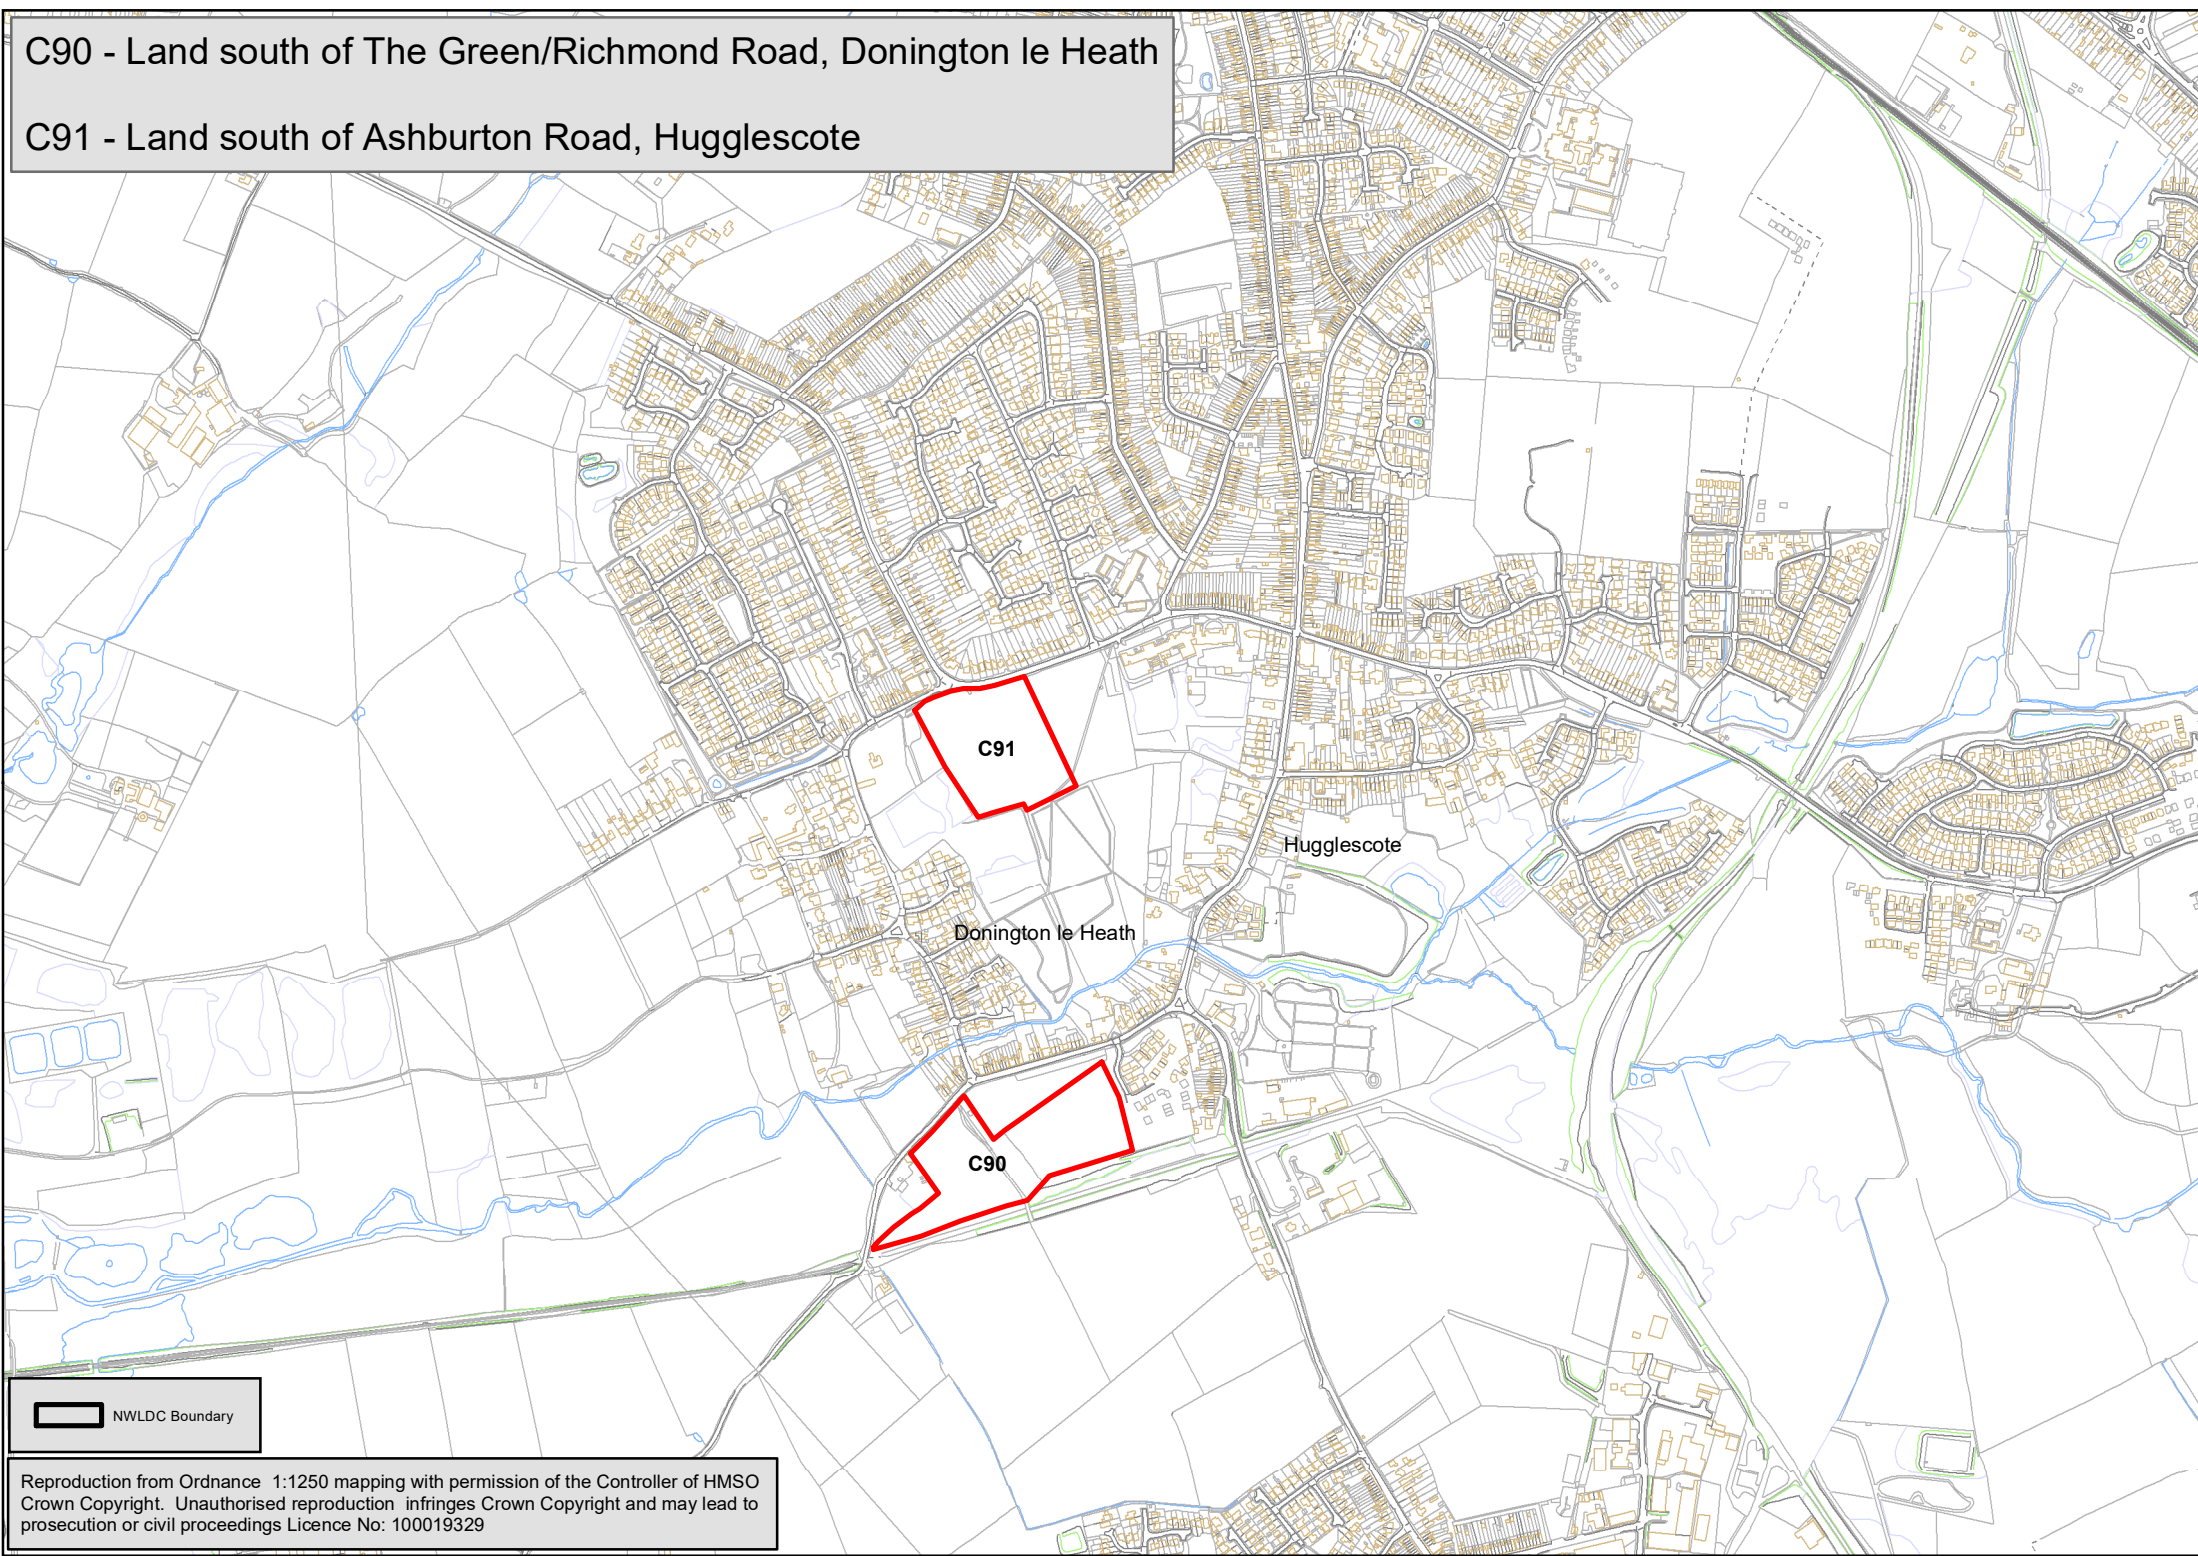 C90 - Land south of The Green/Richmond Road, Donington le Heath
C91 - Land south of Ashburton Road, Hugglescote
C91
Hugglescote
Donington le Heath
C90
NWLDC Boundary
Reproduction from Ordnance 1:1250 mapping with permission of the Controller of HMSO
Crown Copyright. Unauthorised reproduction infringes Crown Copyright and may lead to
prosecution or civil proceedings Licence No: 100019329